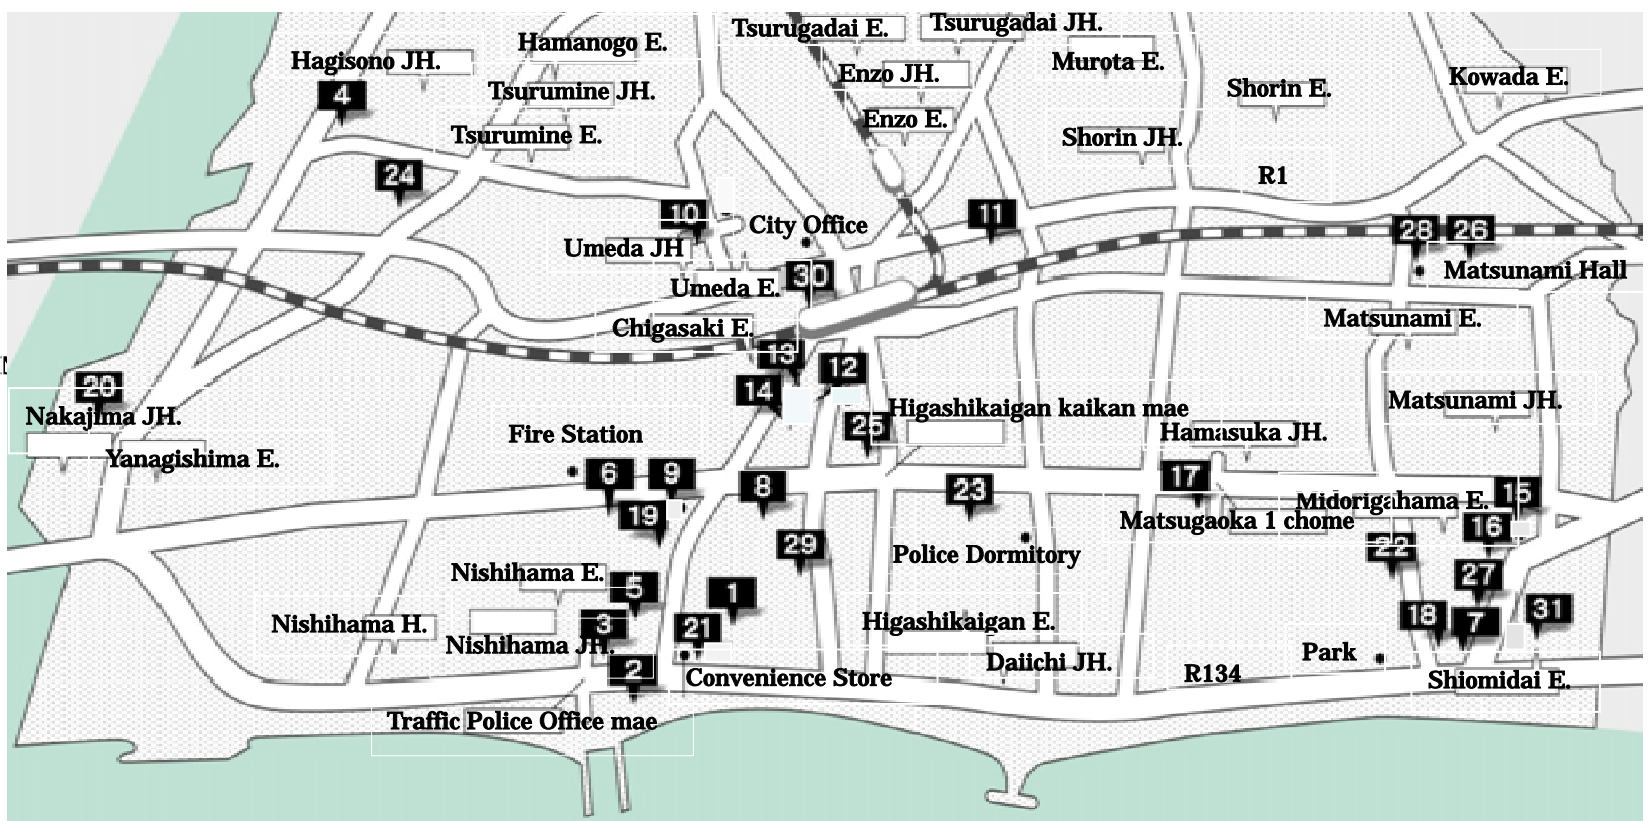 Tsurugadai E.
Tsurugadai JH.
Hamanogo E.
Hagisono JH.
Murota E.
Enzo JH.
Kowada E.
Shorin E.
4
Tsurumine JH.
Enzo E.
Tsurumine E.
Shorin JH.
24
R1
10
11
City Office
28
26
Umeda JH
30
Matsunami Hall
Umeda E.
Chigasaki E.
Matsunami E.
13
12
20
14
Nakajima JH.
Higashikaigan kaikan mae
Matsunami JH.
25
Fire Station
Hamasuka JH.
Yanagishima E.
6
9
8
23
17
15
Midorigahama E.
19
Matsugaoka 1 chome
16
29
22
Police Dormitory
Nishihama E.
27
5
1
Nishihama H.
3
21
Higashikaigan E.
18
7
31
Nishihama JH.
Park
2
Daiichi JH.
Convenience Store
R134
Shiomidai E.
Traffic Police Office mae